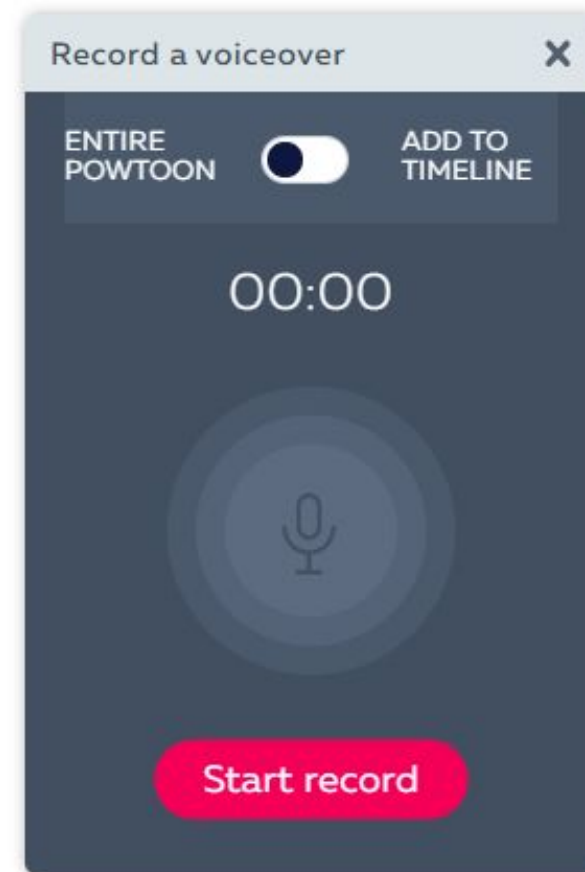 Record a voiceover
ENTIRE
POWTOON
ADD TO
TIMELINE
00:00
Start record